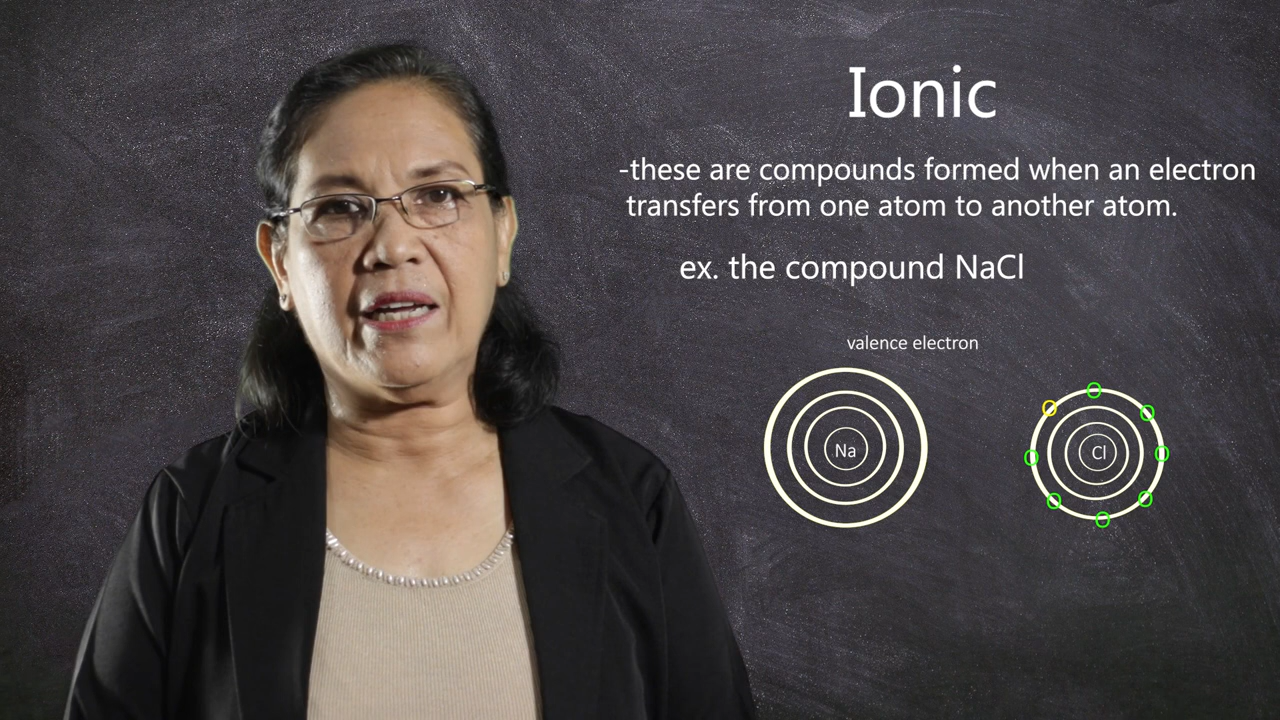 Ionic
-these are compounds formed when an electron
transfers from one atom to another atom.
ex. the compound NaCl
valence electron
Na
Cl